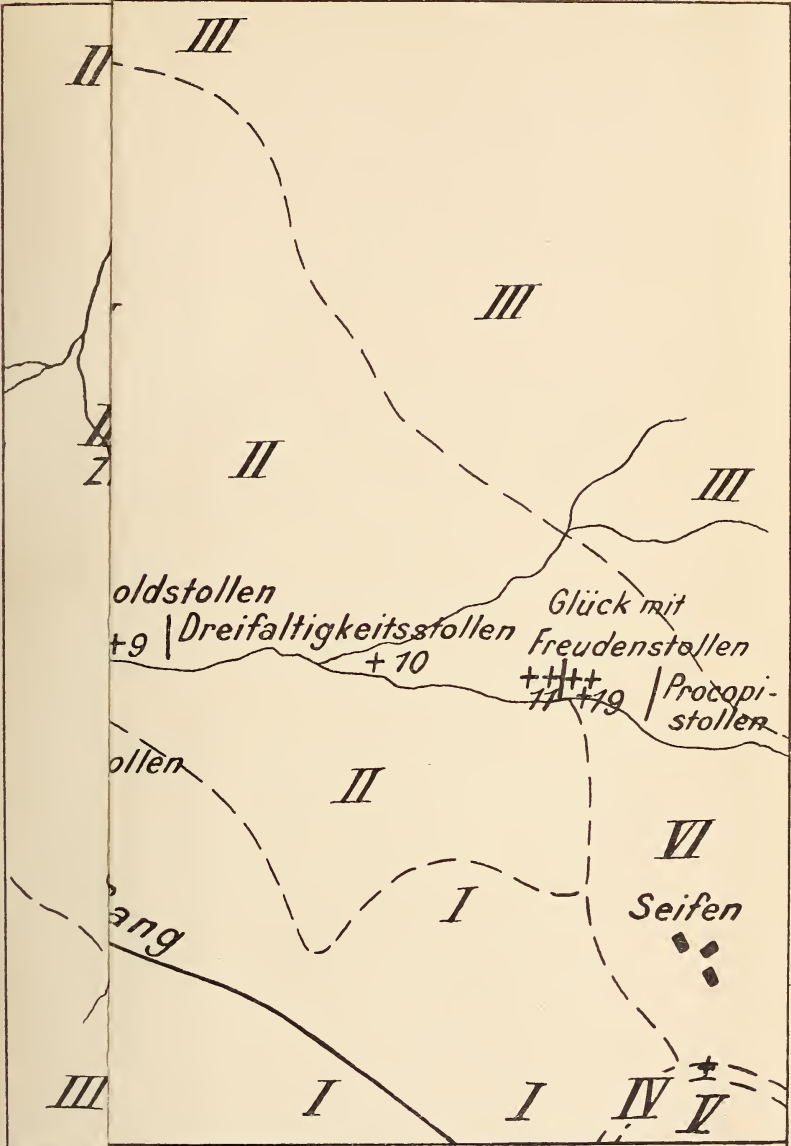 III
II
III
II
III
Z
oldstollen
Glück mit
+9 | Dreifaltigkeitsstollen
Freudenstollen
+10
++ ++
11 +19
| Procopi-
stollen
ollen
II
VI
I
Seifen
ang
III
I
I
IV
V